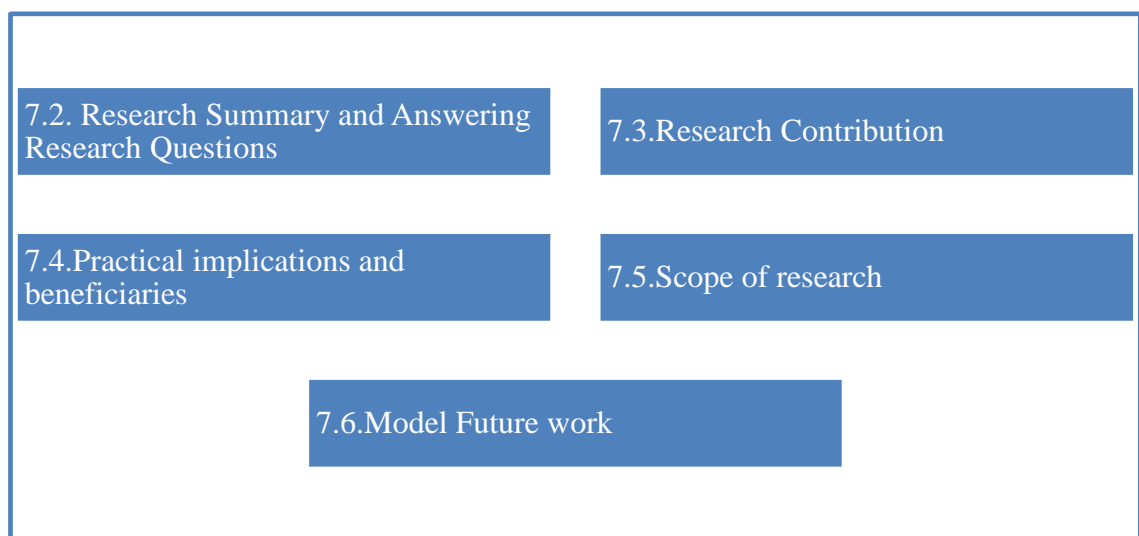 7.2. Research Summary and Answering
Research Questions
7.3.Research Contribution
7.4.Practical implications and
beneficiaries
7.5.Scope of research
7.6.Model Future work